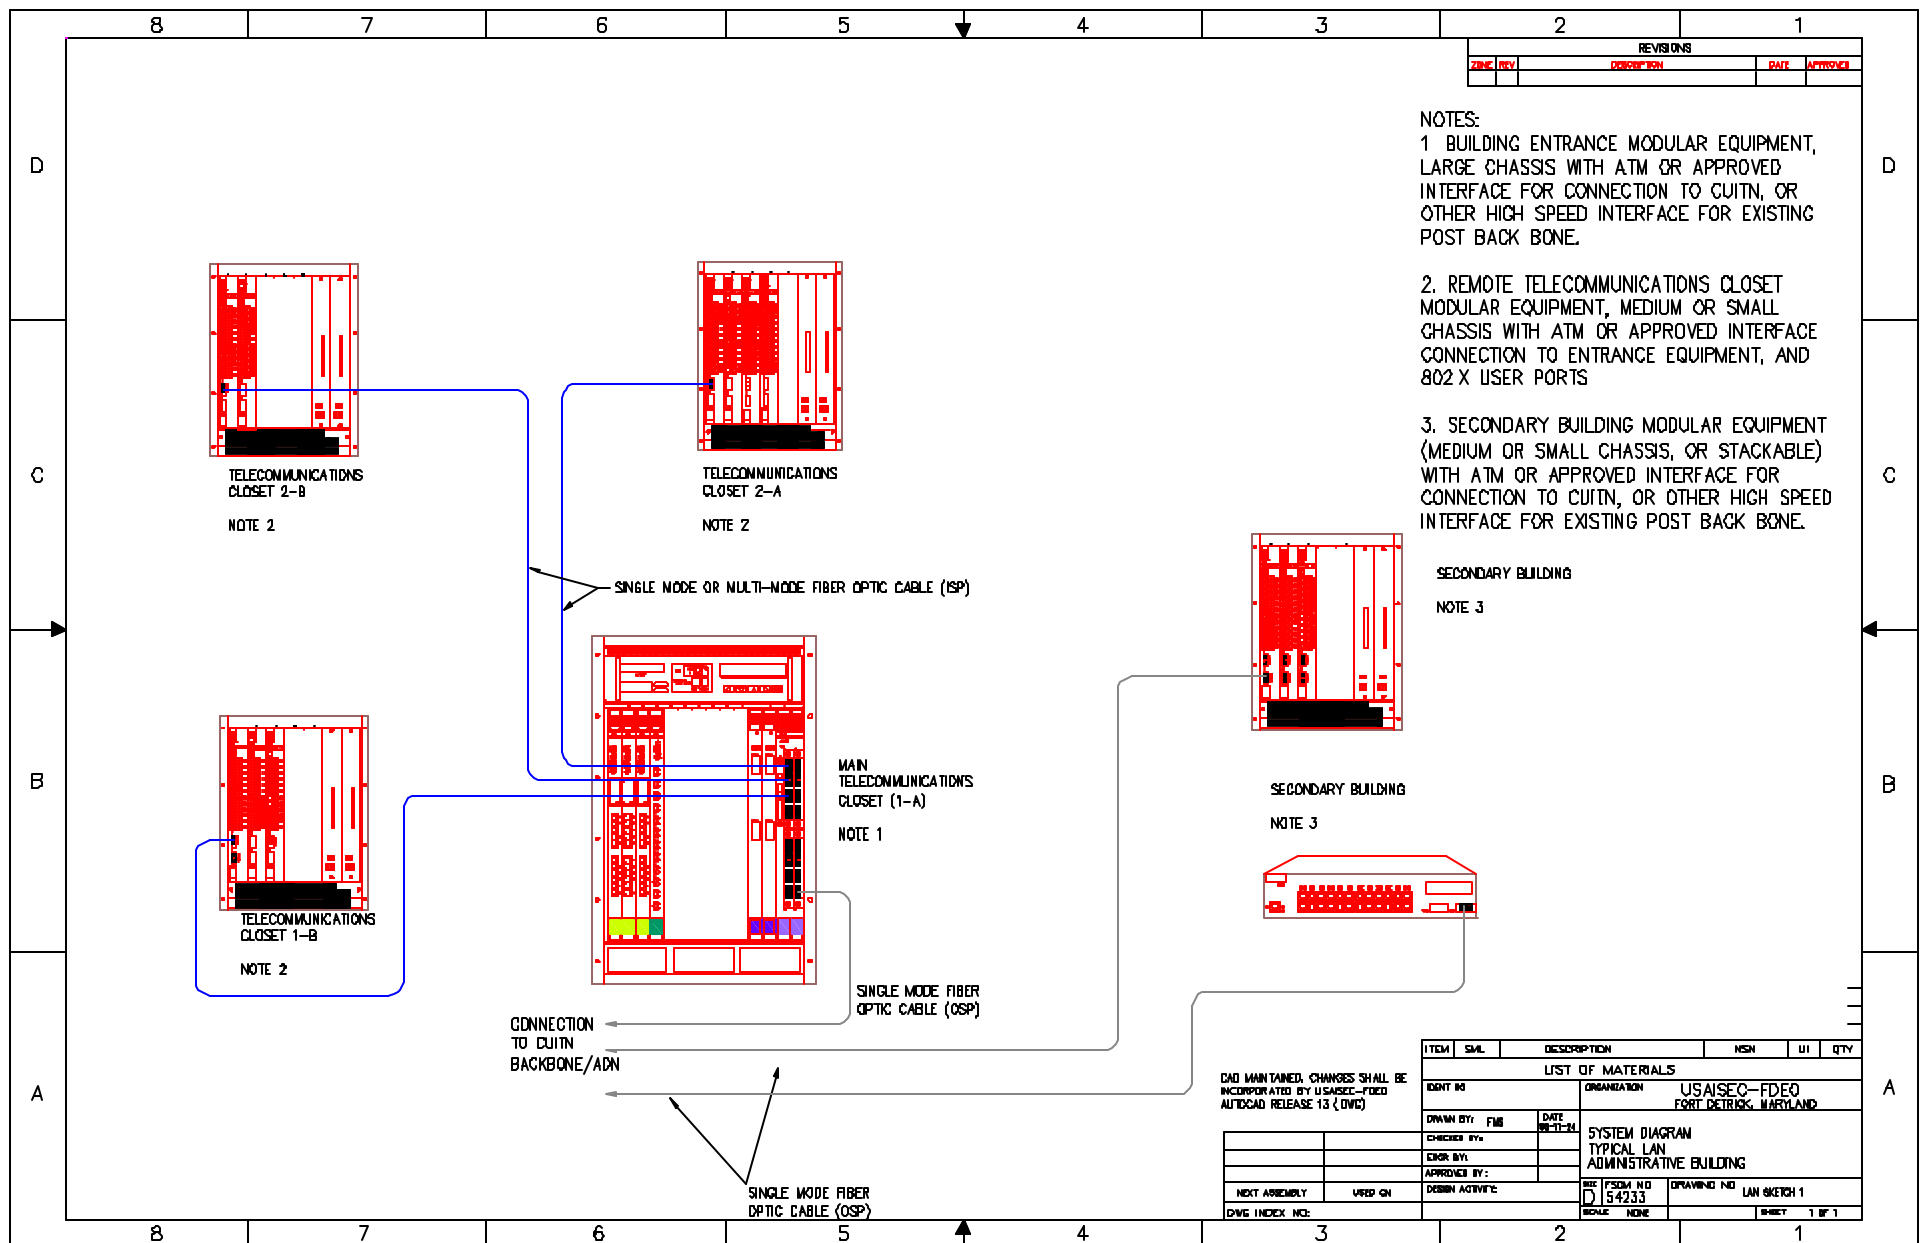 8 7 6 5 4 3 2 1
REVISIONS
ZONE REV DESCRIPTION DATE APPROVED
NOTES:
1 BUILDING ENTRANCE MODULAR EQUIPMENT,
LARGE CHASSIS WITH ATM OR APPROVED
INTERFACE FOR CONNECTION TO CUITN, OR
OTHER HIGH SPEED INTERFACE FOR EXISTING
POST BACK BONE.
2. REMOTE TELECOMMUNICATIONS CLOSET
MODULAR EQUIPMENT, MEDIUM OR SMALL
CHASSIS WITH ATM OR APPROVED INTERFACE
CONNECTION TO ENTRANCE EQUIPMENT, AND
802 X USER PORTS
3. SECONDARY BUILDING MODULAR EQUIPMENT
(MEDIUM OR SMALL CHASSIS, OR STACKABLE)
WITH ATM OR APPROVED INTERFACE FOR
CONNECTION TO CUITN, OR OTHER HIGH SPEED
INTERFACE FOR EXISTING POST BACK BONE.
D D
C C
B B
A A
TELECOMMUNICATIONS
CLOSET 2-B
NOTE 2
TELECOMMUNICATIONS
CLOSET 2-A
NOTE 2
SINGLE MODE OR MULTI-MODE FIBER OPTIC CABLE (ISP)
SECONDARY BUILDING
NOTE 3
MAIN
TELECOMMUNICATIONS
CLOSET (1-A)
NOTE 1
SECONDARY BUILDING
NOTE 3
TELECOMMUNICATIONS
CLOSET 1-B
NOTE 2
SINGLE MODE FIBER
OPTIC CABLE (OSP)
CONNECTION
TO CUITN
BACKBONE/ADN
SINGLE MODE FIBER
OPTIC CABLE (OSP)
CAD MAINTAINED, CHANGES SHALL BE
INCORPORATED BY USAISEC-FDEO
AUTOCAD RELEASE 13 (DWG)
ITEM SML DESCRIPTION NSN UI QTY
LIST OF MATERIALS
IDENT NO
ORGANIZATION USAISEC-FDEO
FORT DETRICK, MARYLAND
DRAWN BY: FMS DATE
CHECKED BY:
ENGR BY:
APPROVED BY:
DESIGN ACTIVITY:
SYSTEM DIAGRAM
TYPICAL LAN
ADMINISTRATIVE BUILDING
NEXT ASSEMBLY USED ON
DWG INDEX NO:
SIZE D FSCM NO 54233 DRAWING NO LAN SKETCH 1
SCALE NONE SHEET 1 OF 1
8 7 6 5 4 3 2 1